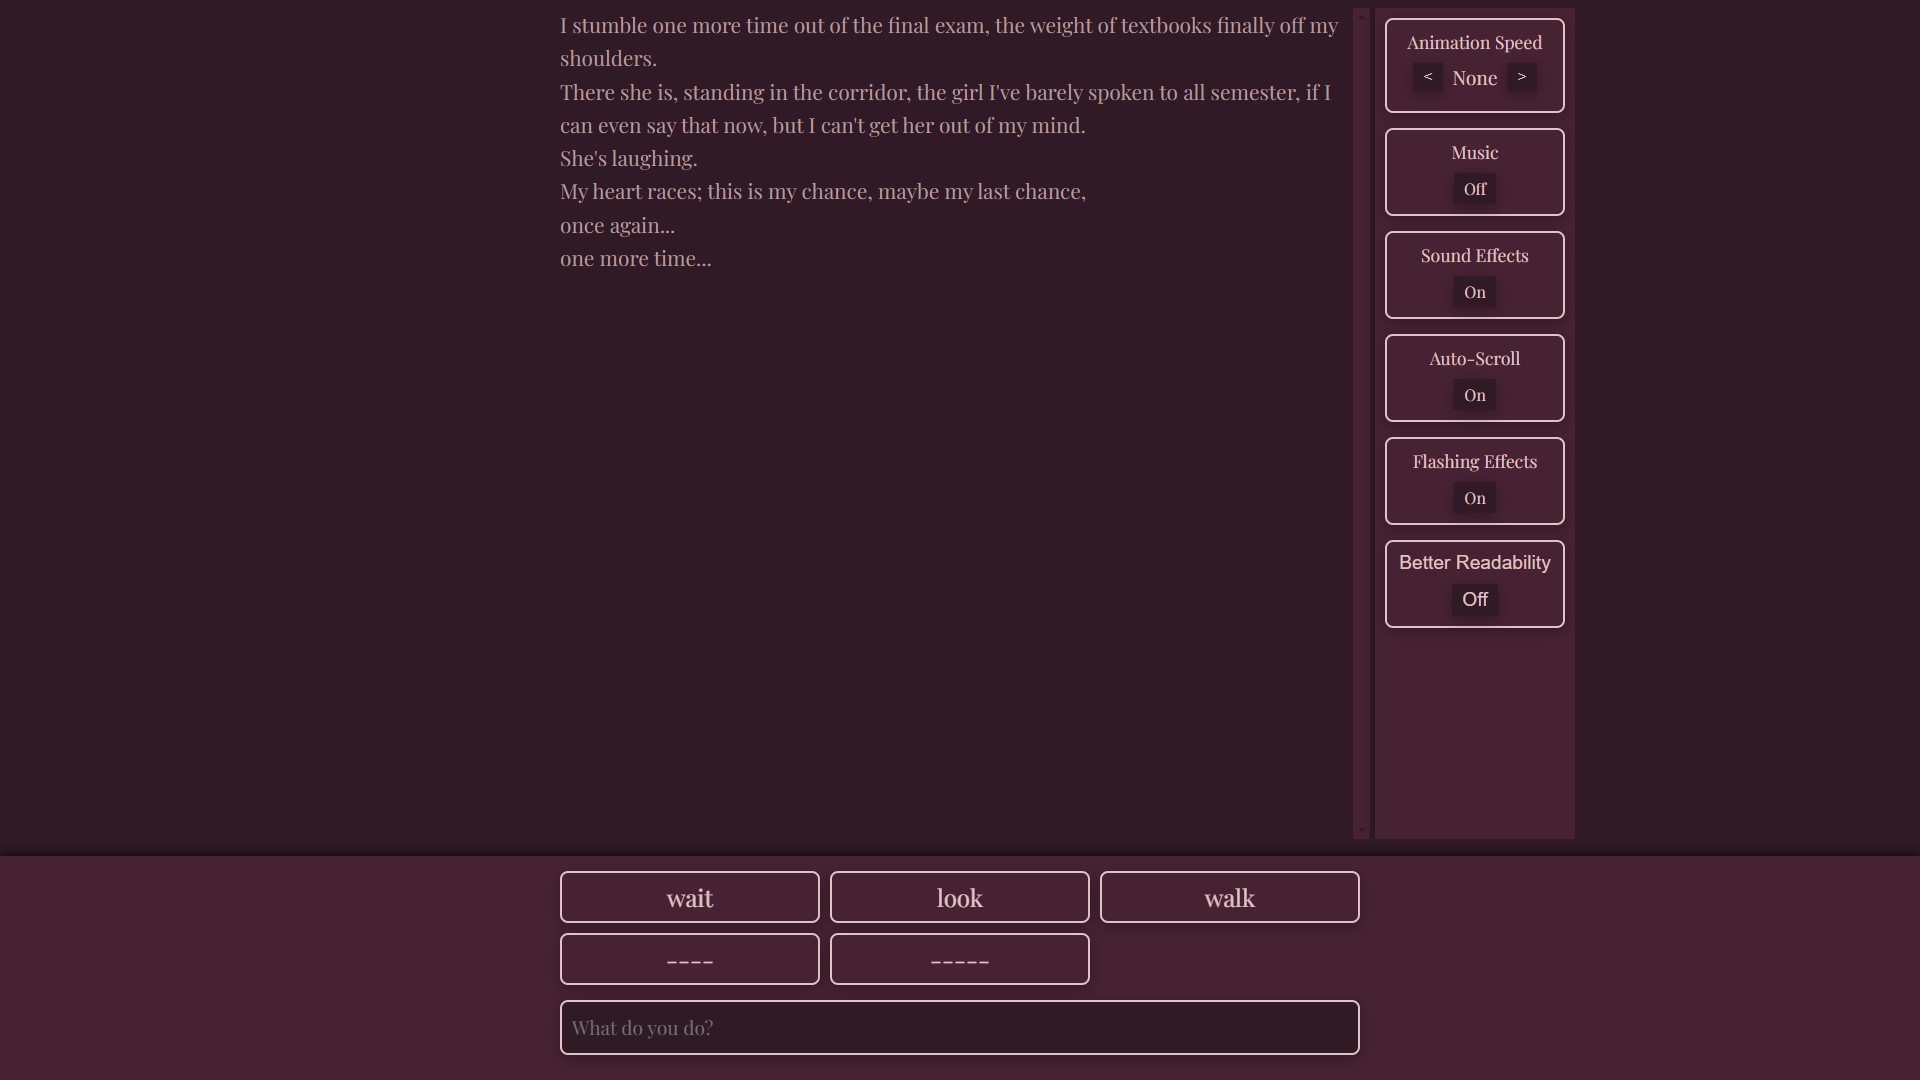 I stumble one more time out of the final exam, the weight of textbooks finally off my
shoulders.
There she is, standing in the corridor, the girl I've barely spoken to all semester, if I
can even say that now, but I can't get her out of my mind.
She's laughing.
My heart races; this is my chance, maybe my last chance,
once again...
one more time...
Animation Speed
< None >
Music
Off
Sound Effects
On
Auto-Scroll
On
Flashing Effects
On
Better Readability
Off
wait look walk
---- -----
What do you do?